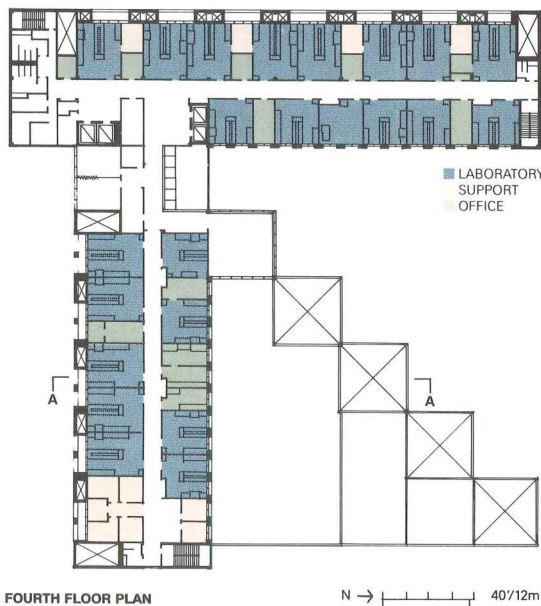 LABORATORY
SUPPORT
OFFICE
A
A
FOURTH FLOOR PLAN
N
40'/12m